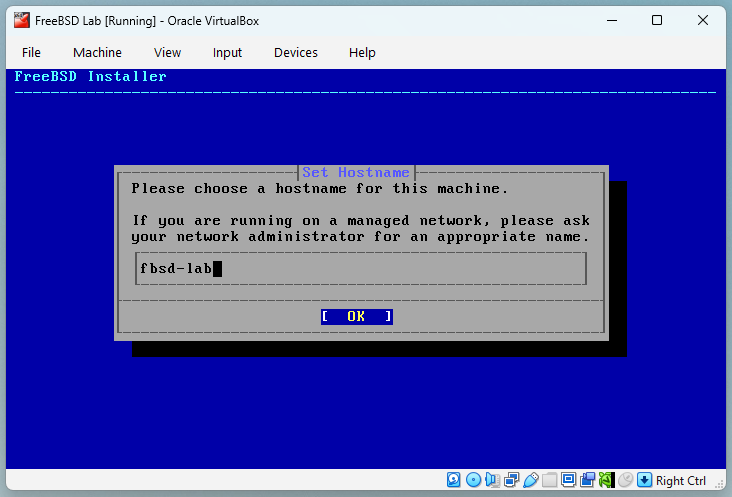 FreeBSD Lab [Running] - Oracle VirtualBox
File Machine View Input Devices Help
FreeBSD Installer
Set Hostname
Please choose a hostname for this machine.
If you are running on a managed network, please ask
your network administrator for an appropriate name.
fbsd-lab
[ OK ]
Right Ctrl